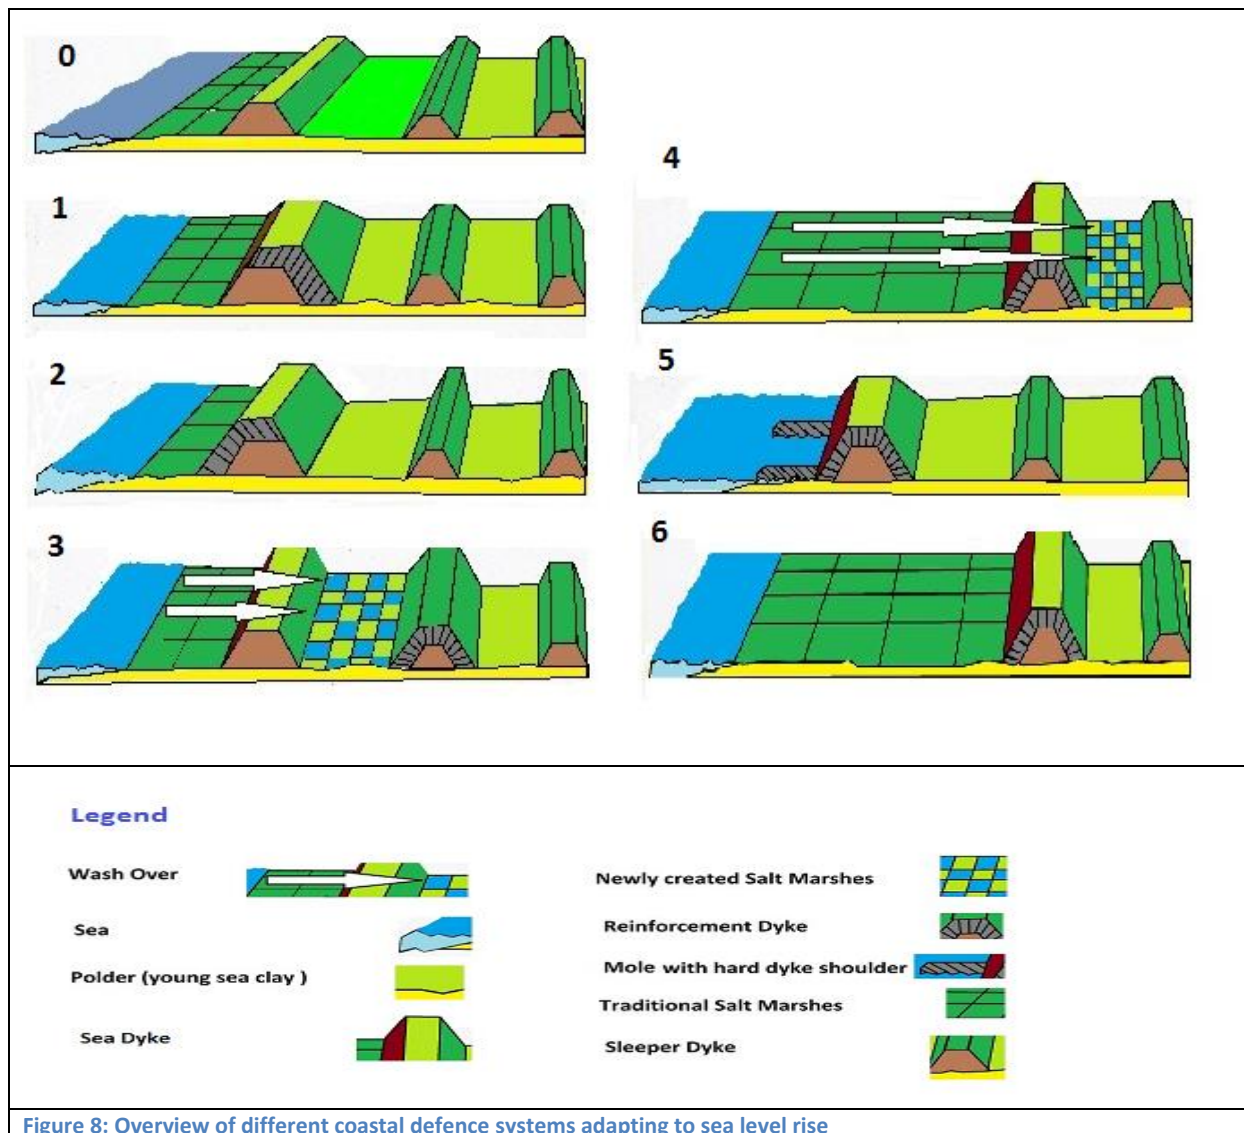 0
1
2
3
4
5
6
Legend
Wash Over
Sea
Polder (young sea clay )
Sea Dyke
Newly created Salt Marshes
Reinforcement Dyke
Mole with hard dyke shoulder
Traditional Salt Marshes
Sleeper Dyke
Figure 8: Overview of different coastal defence systems adapting to sea level rise